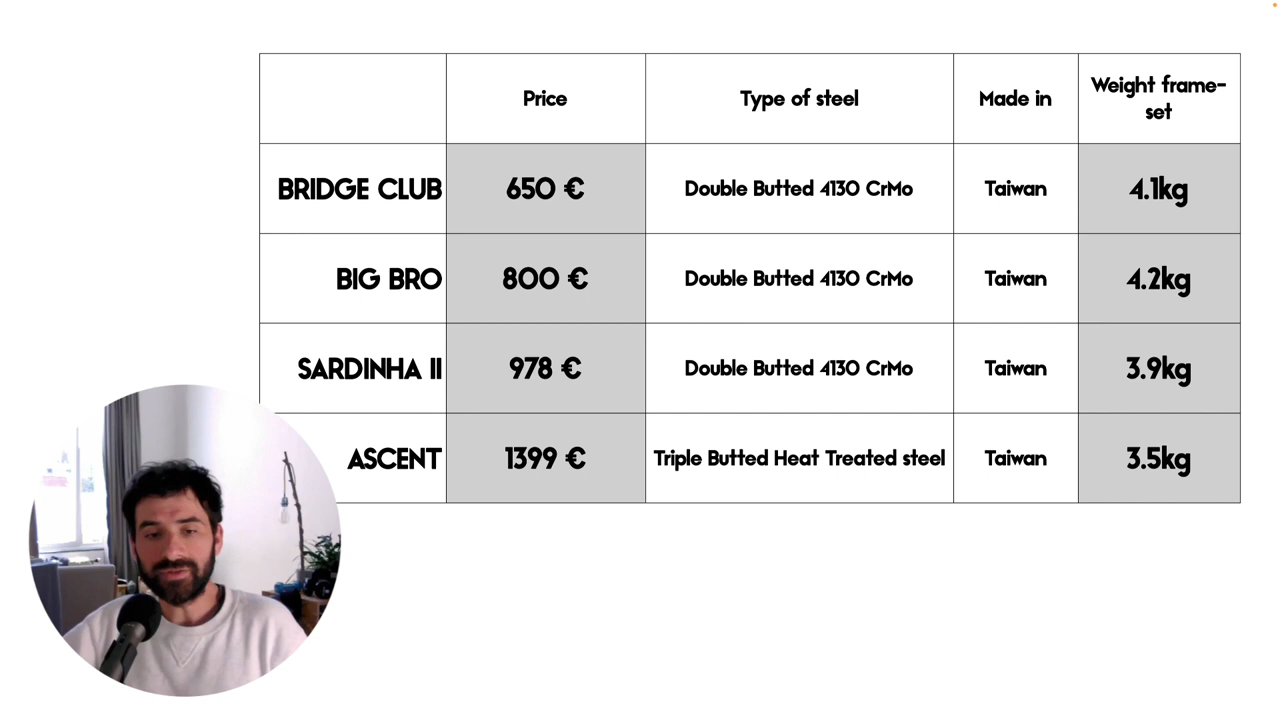 Price Type of steel Made in Weight frame-
set
BRIDGE CLUB 650 € Double Butted 4130 CrMo Taiwan 4.1kg
BIG BRO 800 € Double Butted 4130 CrMo Taiwan 4.2kg
SARDINHA II 978 € Double Butted 4130 CrMo Taiwan 3.9kg
ASCENT 1399 € Triple Butted Heat Treated steel Taiwan 3.5kg